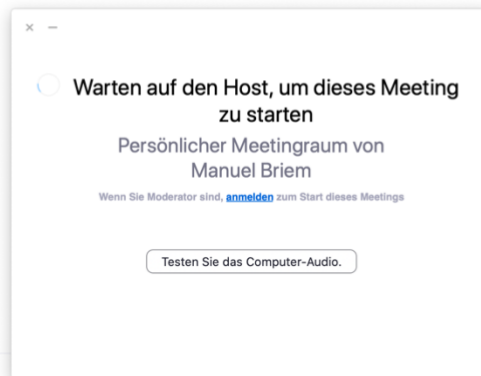 Warten auf den Host, um dieses Meeting
zu starten
Persönlicher Meetingraum von
Manuel Briem
Wenn Sie Moderator sind, anmelden zum Start dieses Meetings
Testen Sie das Computer-Audio.